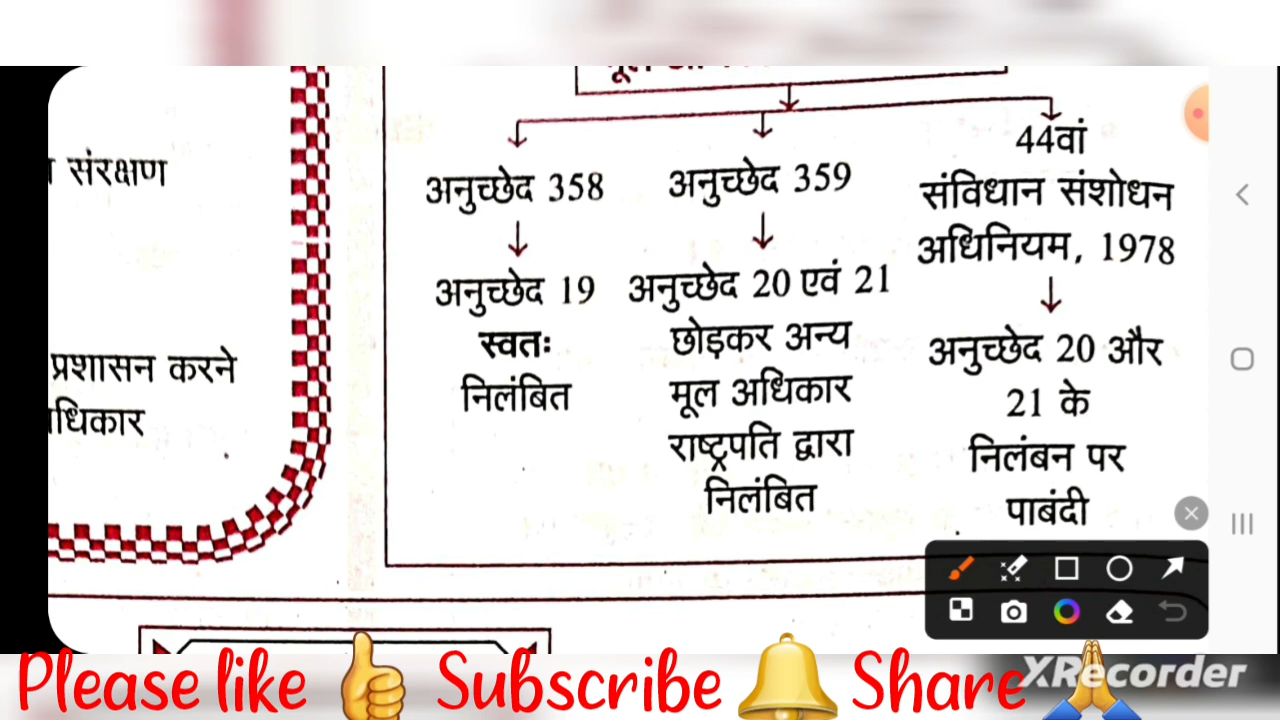 संरक्षण
प्रशासन करने
अनुच्छेद 358
अनुच्छेद 19
स्वतः
निलंबित
अनुच्छेद 359
अनुच्छेद 20 एवं 21
छोड़कर अन्य
मूल अधिकार
राष्ट्रपति द्वारा
निलंबित
44वां
संविधान संशोधन
अधिनियम, 1978
अनुच्छेद 20 और
21 के
निलंबन पर
पाबंदी
Please like Subscribe Share
XRecorder